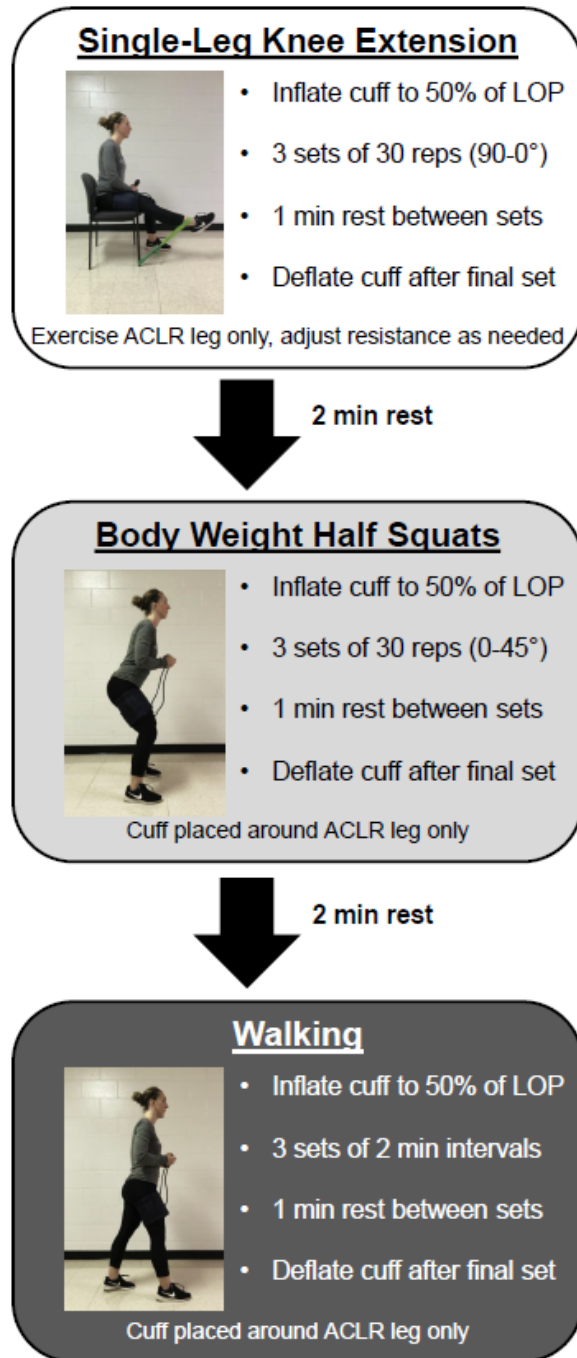 Single-Leg Knee Extension
• Inflate cuff to 50% of LOP
• 3 sets of 30 reps (90-0°)
• 1 min rest between sets
• Deflate cuff after final set
Exercise ACLR leg only, adjust resistance as needed
2 min rest
Body Weight Half Squats
• Inflate cuff to 50% of LOP
• 3 sets of 30 reps (0-45°)
• 1 min rest between sets
• Deflate cuff after final set
Cuff placed around ACLR leg only
2 min rest
Walking
• Inflate cuff to 50% of LOP
• 3 sets of 2 min intervals
• 1 min rest between sets
• Deflate cuff after final set
Cuff placed around ACLR leg only